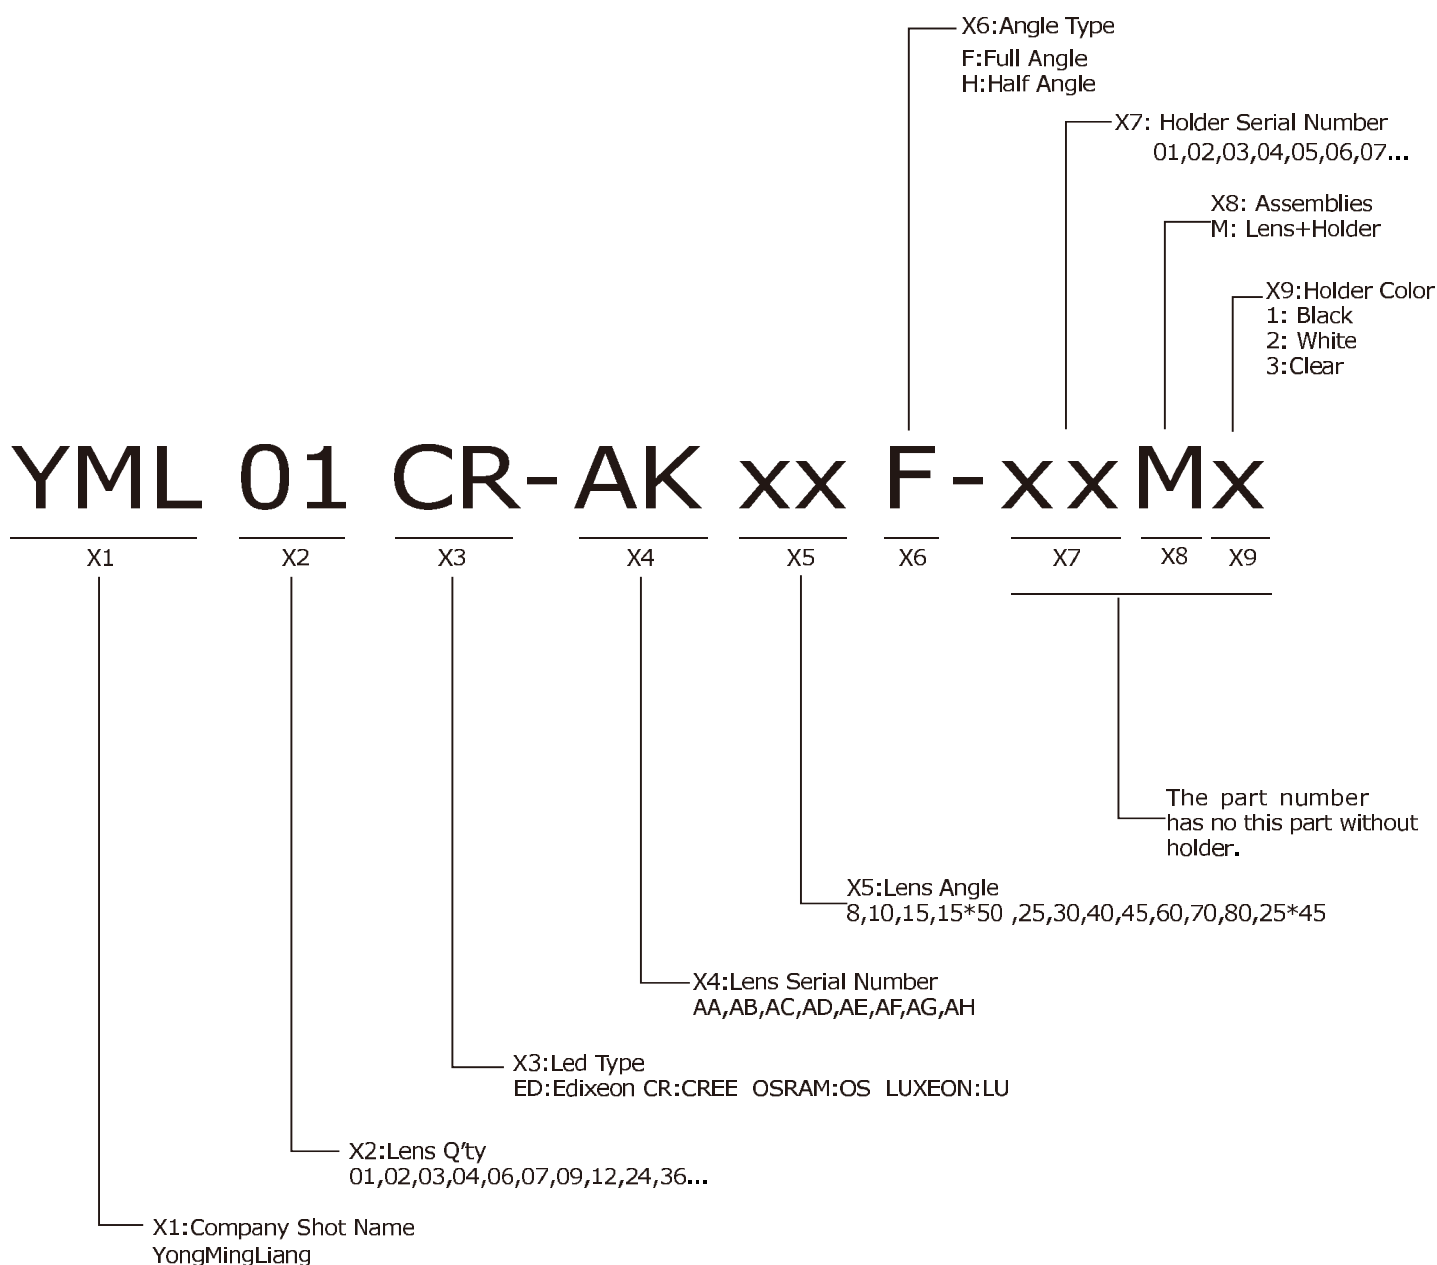 X6:Angle Type
F:Full Angle
H:Half Angle
X7: Holder Serial Number
01,02,03,04,05,06,07...
X8: Assemblies
M: Lens+Holder
X9:Holder Color
1: Black
2: White
3:Clear
YML 01 CR-AK xx F-xxMx
X1 X2 X3 X4 X5 X6 X7 X8 X9
The part number
has no this part without
holder.
X5:Lens Angle
8,10,15,15*50 ,25,30,40,45,60,70,80,25*45
X4:Lens Serial Number
AA,AB,AC,AD,AE,AF,AG,AH
X3:Led Type
ED:Edixeon CR:CREE OSRAM:OS LUXEON:LU
X2:Lens Q'ty
01,02,03,04,06,07,09,12,24,36...
X1:Company Shot Name
YongMingLiang